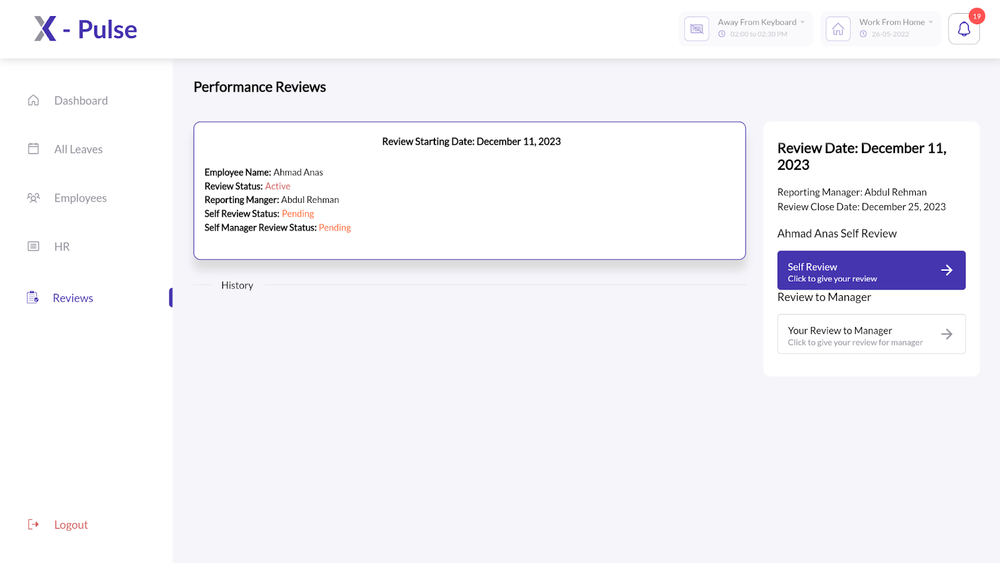 X - Pulse
Away From Keyboard
02:00 to 02:30 PM
Work From Home
26-05-2022
19
Dashboard
All Leaves
Employees
HR
Reviews
Logout
Performance Reviews
Review Starting Date: December 11, 2023
Employee Name: Ahmad Anas
Review Status: Active
Reporting Manger: Abdul Rehman
Self Review Status: Pending
Self Manager Review Status: Pending
History
Review Date: December 11,
2023
Reporting Manager: Abdul Rehman
Review Close Date: December 25, 2023
Ahmad Anas Self Review
Self Review
Click to give your review
Review to Manager
Your Review to Manager
Click to give your review for manager